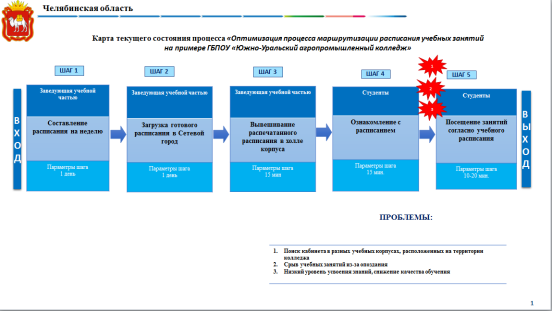 Челябинская область
Карта текущего состояния процесса «Оптимизация процесса маршрутизации расписания учебных занятий
на примере ГБПОУ «Южно-Уральский агропромышленный колледж»
ШАГ 1
ШАГ 2
ШАГ 3
ШАГ 4
ШАГ 5
ВХОД
Заведующая учебной
частью
Составление
расписания на неделю
Параметры шага
1 день
Заведующая учебной частью
Загрузка готового
расписания в Сетевой
город
Параметры шага
1 день
Заведующая учебной частью
Вывешивание
распечатанного
расписания в холле
корпуса
Параметры шага
15 мин
Студенты
Ознакомление с
расписанием
Параметры шага
15 мин
Студенты
Посещение занятий
согласно учебного
расписания
Параметры шага
10-20 мин.
ВЫХОД
ПРОБЛЕМЫ:
1. Поиск кабинета в разных учебных корпусах, расположенных на территории
колледжа
2. Срыв учебных занятий из-за опоздания
3. Низкий уровень усвоения знаний, снижение качества обучения
1